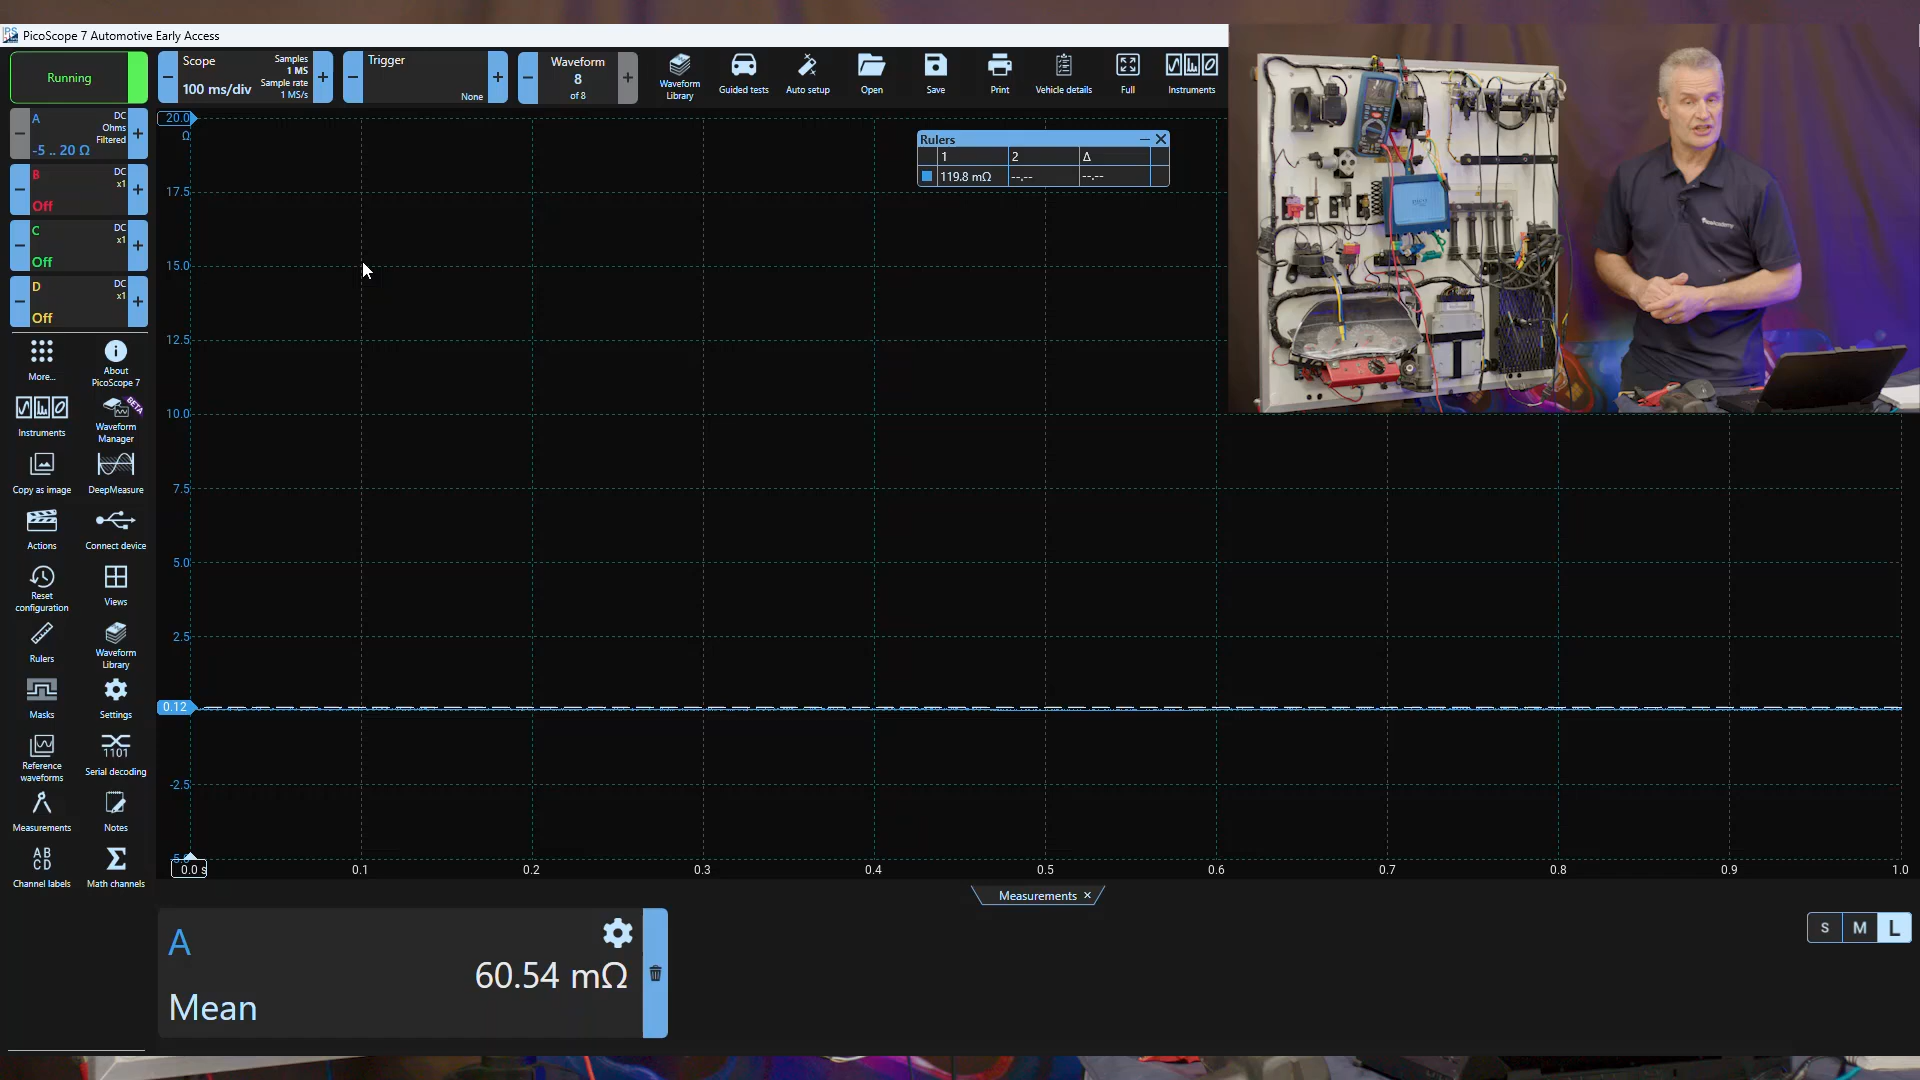 PicoScope 7 Automotive Early Access
Running
Scope
100 ms/div
Samples
1 MS
Sample rate
1 MS/s
Trigger
None
Waveform
8
of 8
Waveform
Library
Guided tests
Auto setup
Open
Save
Print
Vehicle details
Full
Instruments
A
DC
Ohms
Filtered
-5 .. 20 Ω
B
DC
x1
Off
C
DC
x1
Off
D
DC
x1
Off
More...
About
PicoScope 7
Instruments
BETA
Waveform
Manager
Copy as image
DeepMeasure
Actions
Connect device
Reset
configuration
Views
Rulers
Waveform
Library
Masks
Settings
Reference
waveforms
1101
Serial decoding
Measurements
Notes
A B
C D
Channel labels
Math channels
20.0
Ω
17.5
15.0
12.5
10.0
7.5
5.0
2.5
0.12
-2.5
-5.0
0.0 s
0.1
0.2
0.3
0.4
0.5
0.6
0.7
0.8
0.9
1.0
Rulers
1 2 Δ
119.8 mΩ --.-- --.--
Measurements
A
60.54 mΩ
Mean
S M L